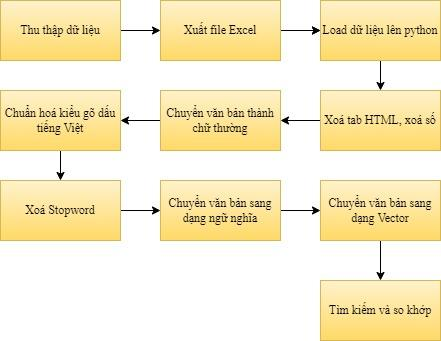 Thu thập dữ liệu
Xuất file Excel
Load dữ liệu lên python
Xoá tab HTML, xoá số
Chuyển văn bản thành
chữ thường
Chuẩn hoá kiểu gõ dấu
tiếng Việt
Xoá Stopword
Chuyển văn bản sang
dạng ngữ nghĩa
Chuyển văn bản sang
dạng Vector
Tìm kiếm và so khớp